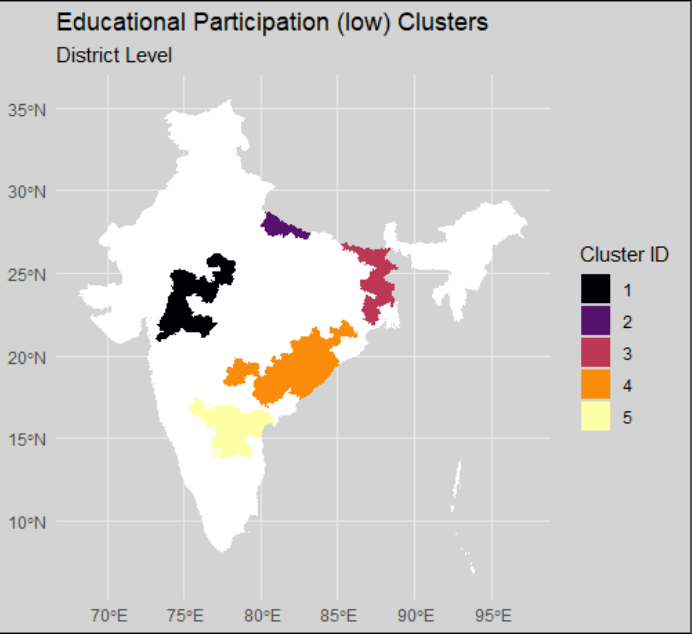 Educational Participation (low) Clusters
District Level
35°N
30°N
25°N
20°N
15°N
10°N
70°E 75°E 80°E 85°E 90°E 95°E
Cluster ID
1
2
3
4
5